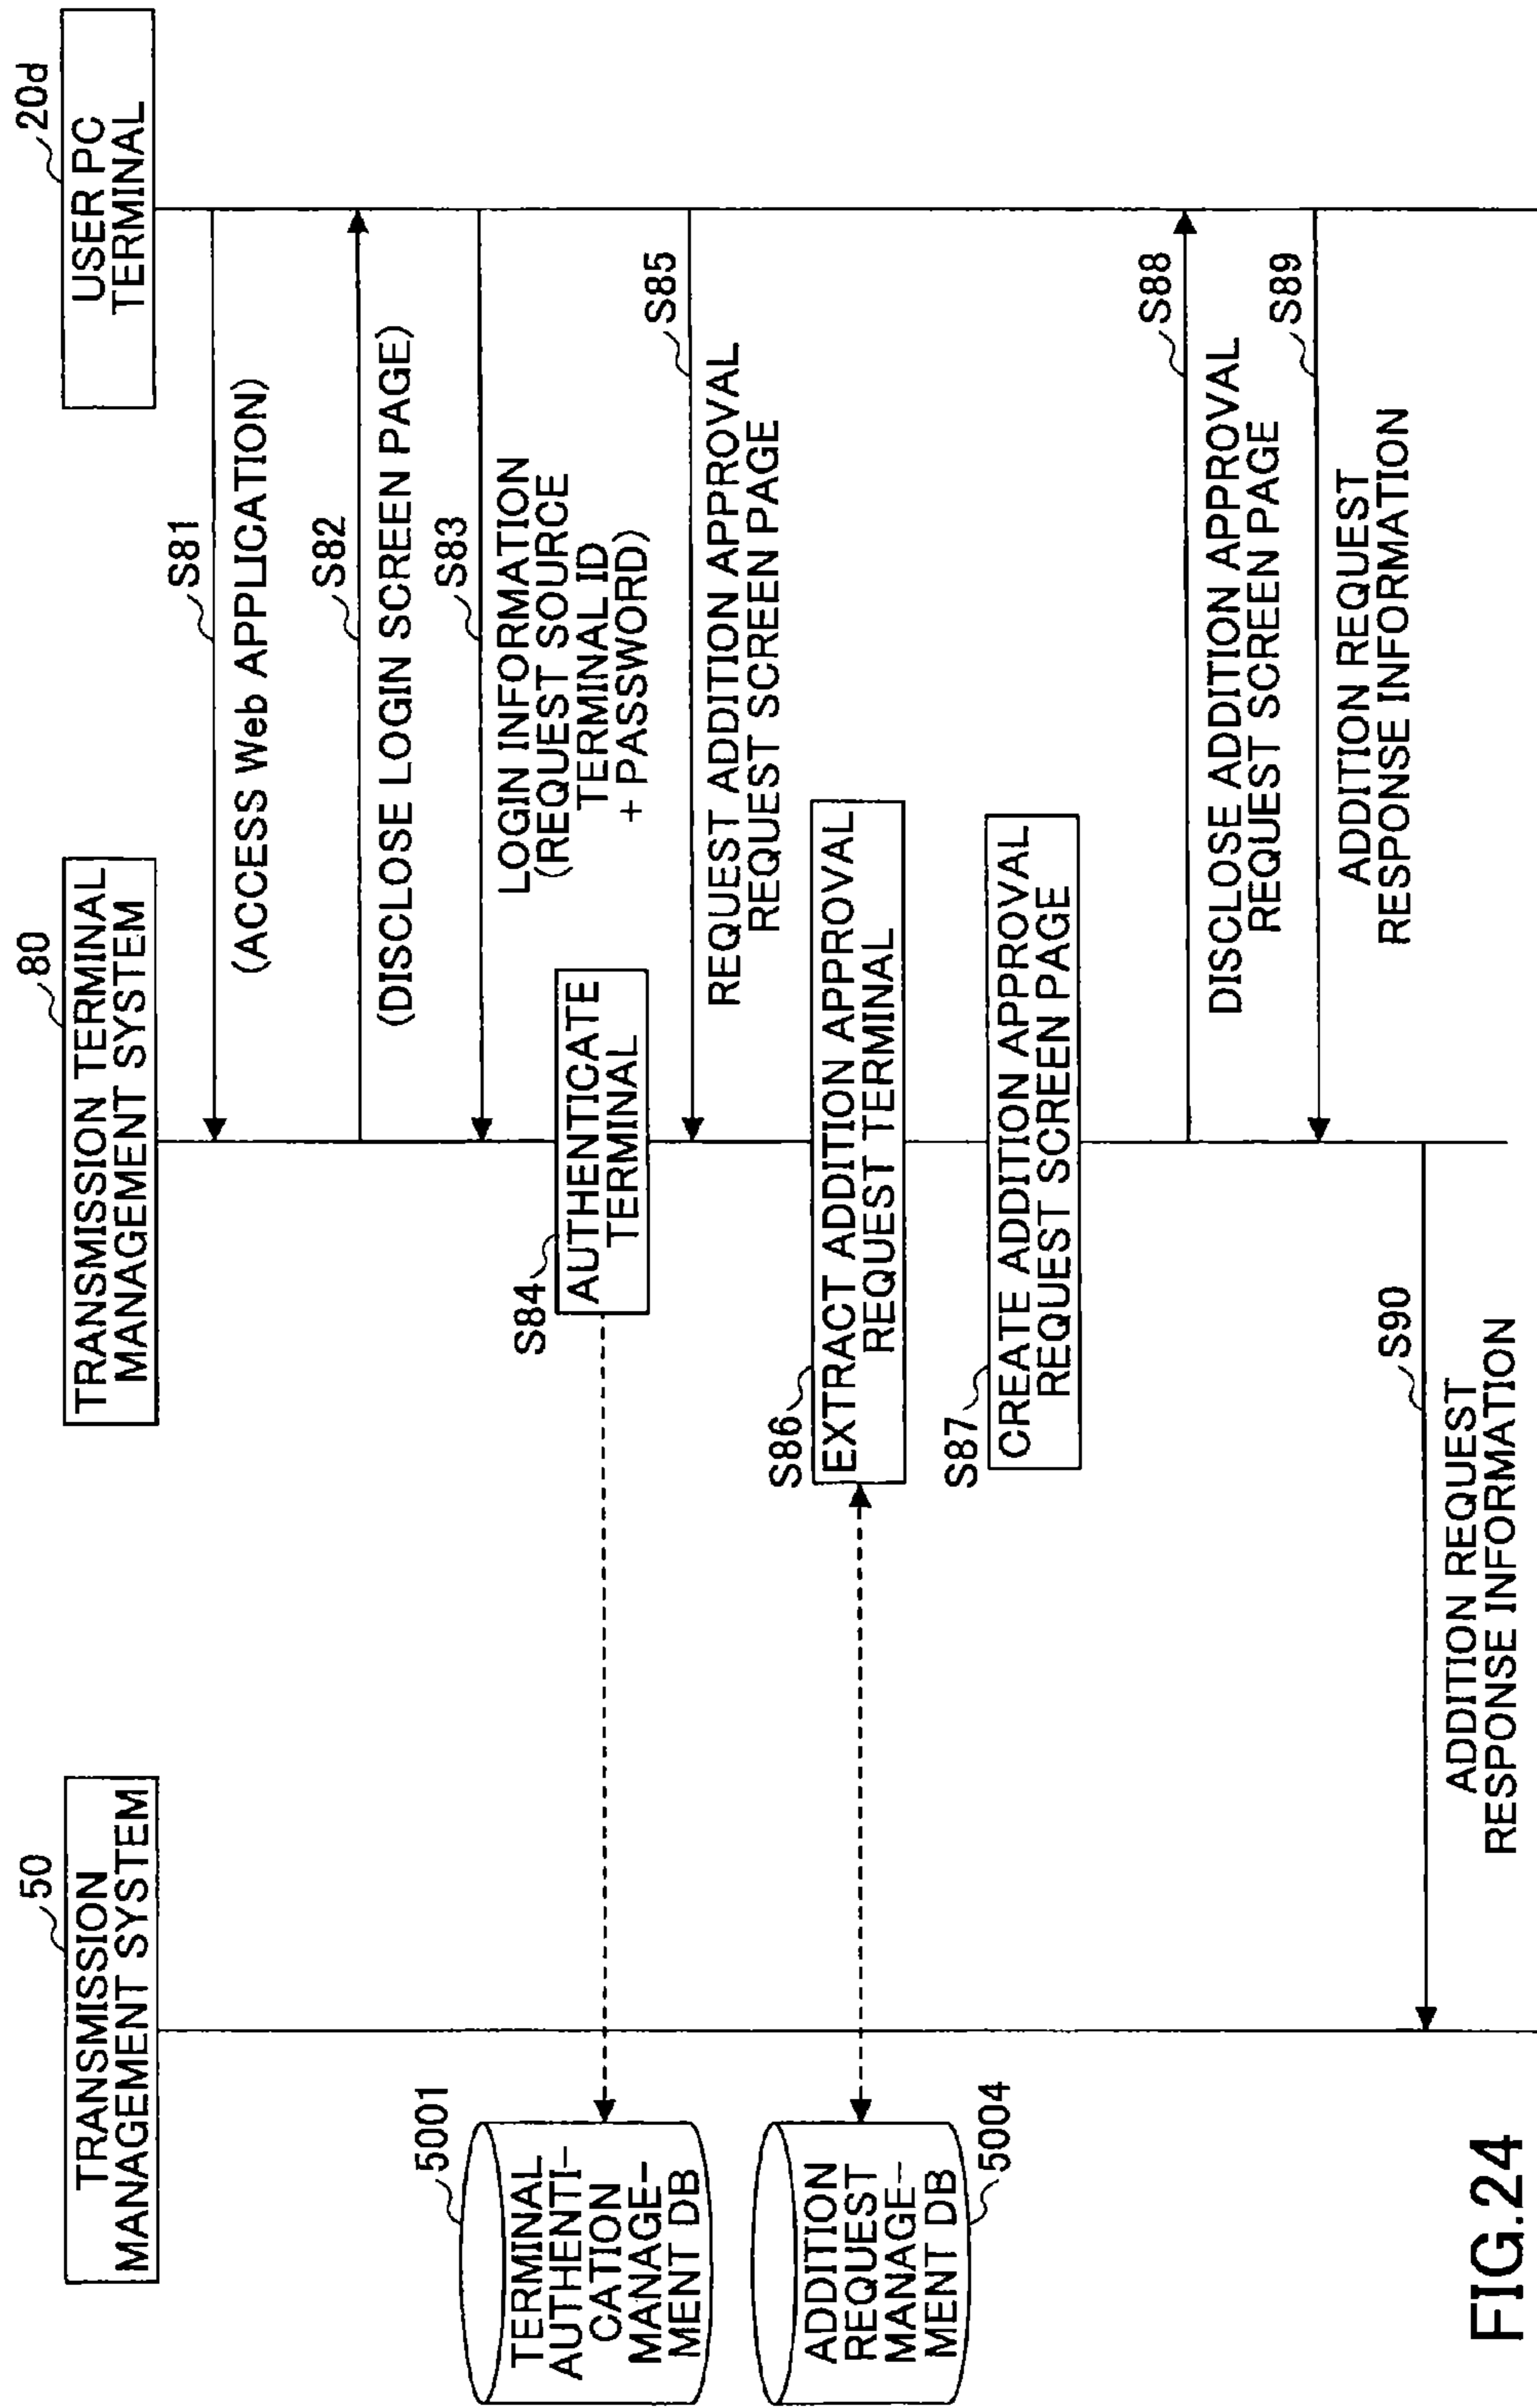 50
TRANSMISSION
MANAGEMENT SYSTEM
80
TRANSMISSION TERMINAL
MANAGEMENT SYSTEM
20d
USER PC
TERMINAL
S81
(ACCESS Web APPLICATION)
S82
(DISCLOSE LOGIN SCREEN PAGE)
S83
LOGIN INFORMATION
(REQUEST SOURCE
TERMINAL ID
+ PASSWORD)
5001
TERMINAL
AUTHENTI-
CATION
MANAGE-
MENT DB
S84
AUTHENTICATE
TERMINAL
S85
REQUEST ADDITION APPROVAL
REQUEST SCREEN PAGE
ADDITION
REQUEST
MANAGE-
MENT DB
5004
S86
EXTRACT ADDITION APPROVAL
REQUEST TERMINAL
S87
CREATE ADDITION APPROVAL
REQUEST SCREEN PAGE
S88
DISCLOSE ADDITION APPROVAL
REQUEST SCREEN PAGE
S89
ADDITION REQUEST
RESPONSE INFORMATION
S90
ADDITION REQUEST
RESPONSE INFORMATION
FIG.24